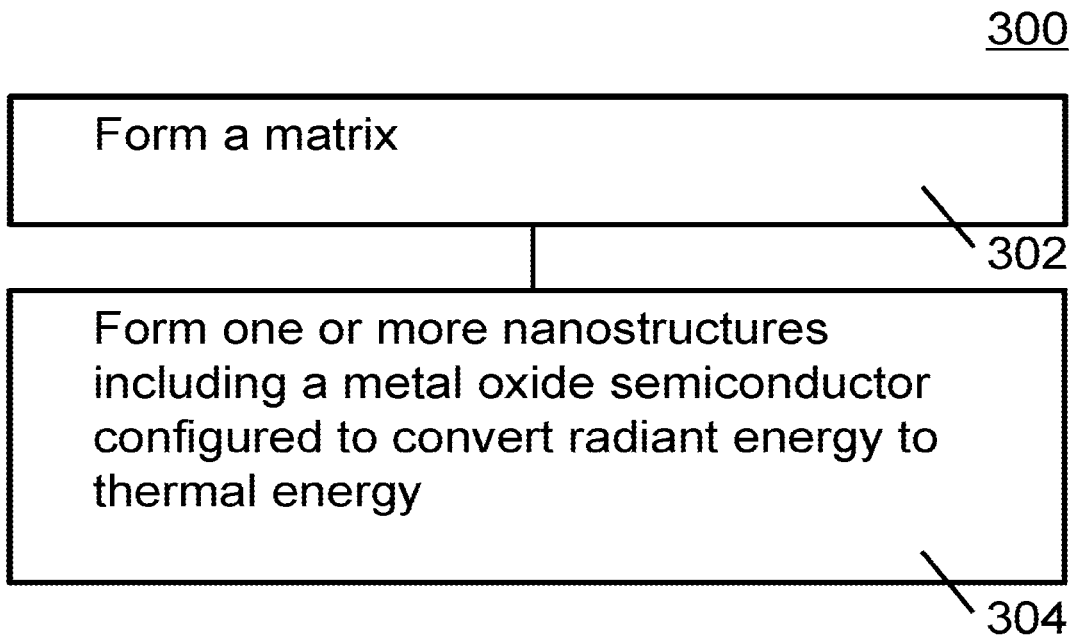 300
Form a matrix
302
Form one or more nanostructures
including a metal oxide semiconductor
configured to convert radiant energy to
thermal energy
304